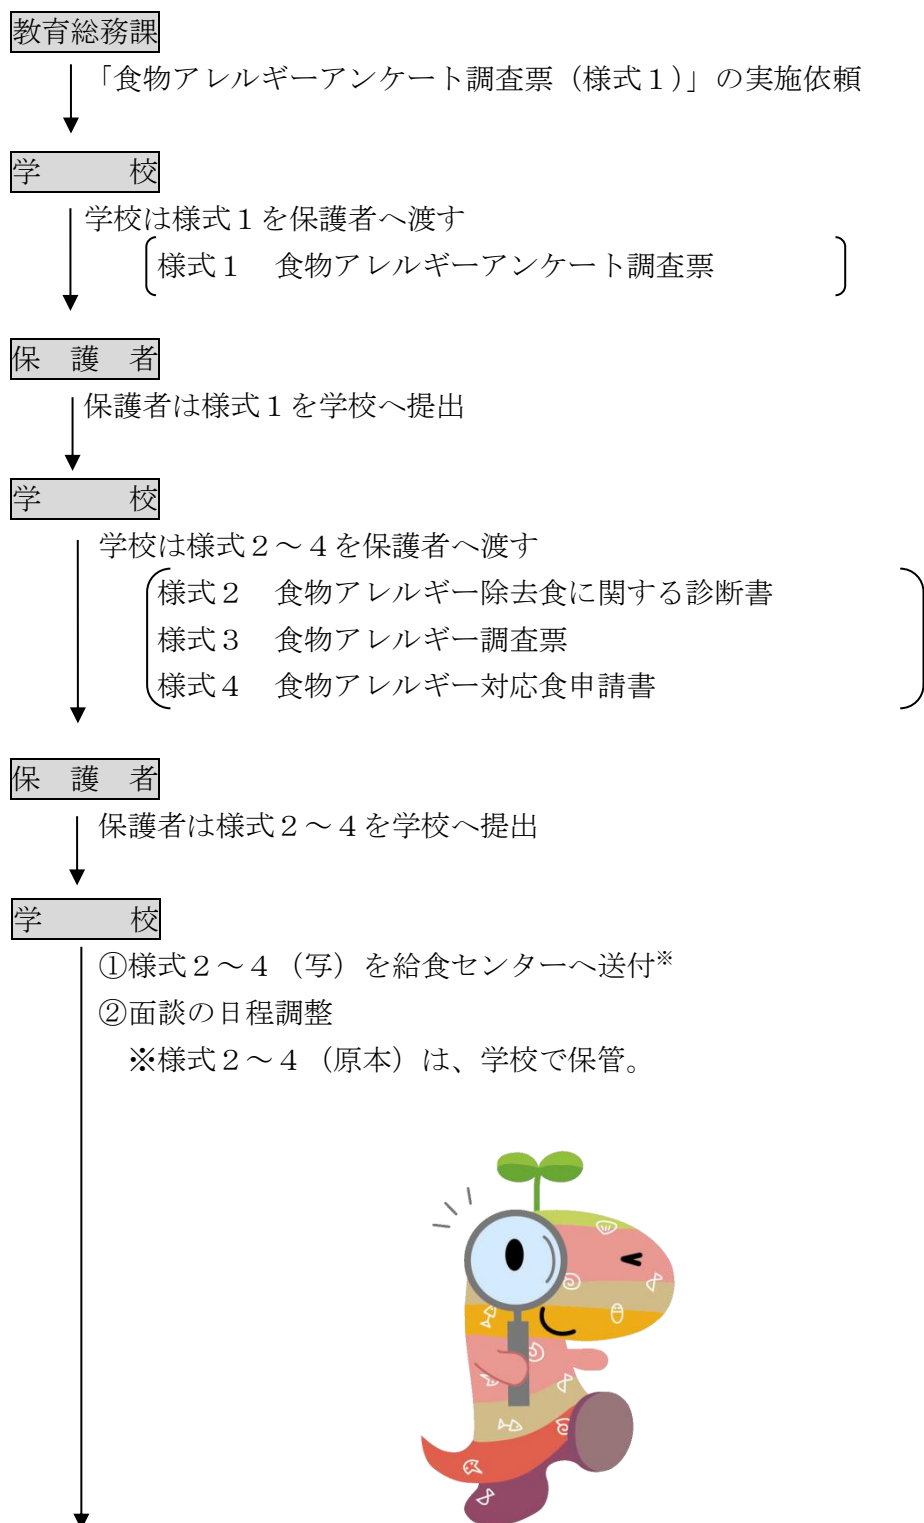 教育総務課
「食物アレルギーアンケート調査票（様式１）」の実施依頼
学　　　校
学校は様式１を保護者へ渡す
様式１　食物アレルギーアンケート調査票
保　護　者
保護者は様式１を学校へ提出
学　　　校
学校は様式２～４を保護者へ渡す
様式２　食物アレルギー除去食に関する診断書
様式３　食物アレルギー調査票
様式４　食物アレルギー対応食申請書
保　護　者
保護者は様式２～４を学校へ提出
学　　　校
①様式２～４（写）を給食センターへ送付※
②面談の日程調整
※様式２～４（原本）は、学校で保管。